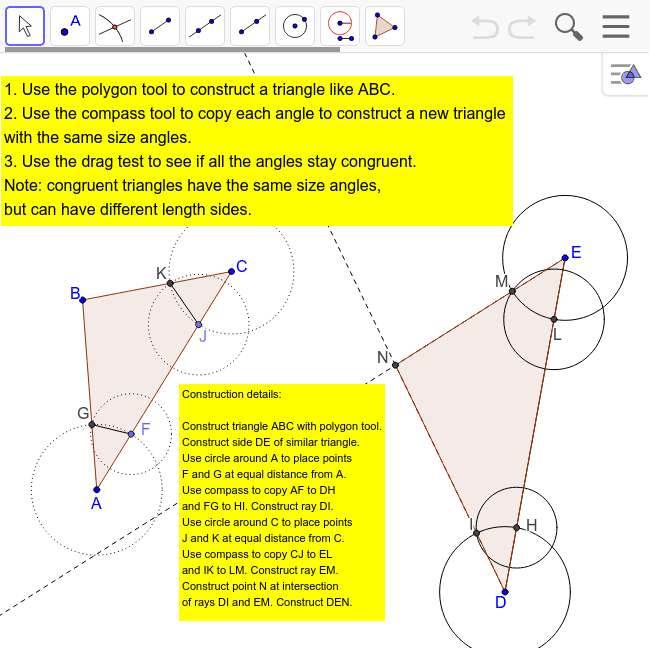 A
1. Use the polygon tool to construct a triangle like ABC.
2. Use the compass tool to copy each angle to construct a new triangle
with the same size angles.
3. Use the drag test to see if all the angles stay congruent.
Note: congruent triangles have the same size angles,
but can have different length sides.
E
C
K
B
M
J
L
N
Construction details:
G
F
Construct triangle ABC with polygon tool.
Construct side DE of similar triangle.
Use circle around A to place points
F and G at equal distance from A.
Use compass to copy AF to DH
and FG to HI. Construct ray DI.
Use circle around C to place points
J and K at equal distance from C.
Use compass to copy CJ to EL
and IK to LM. Construct ray EM.
Construct point N at intersection
of rays DI and EM. Construct DEN.
A
I
H
D